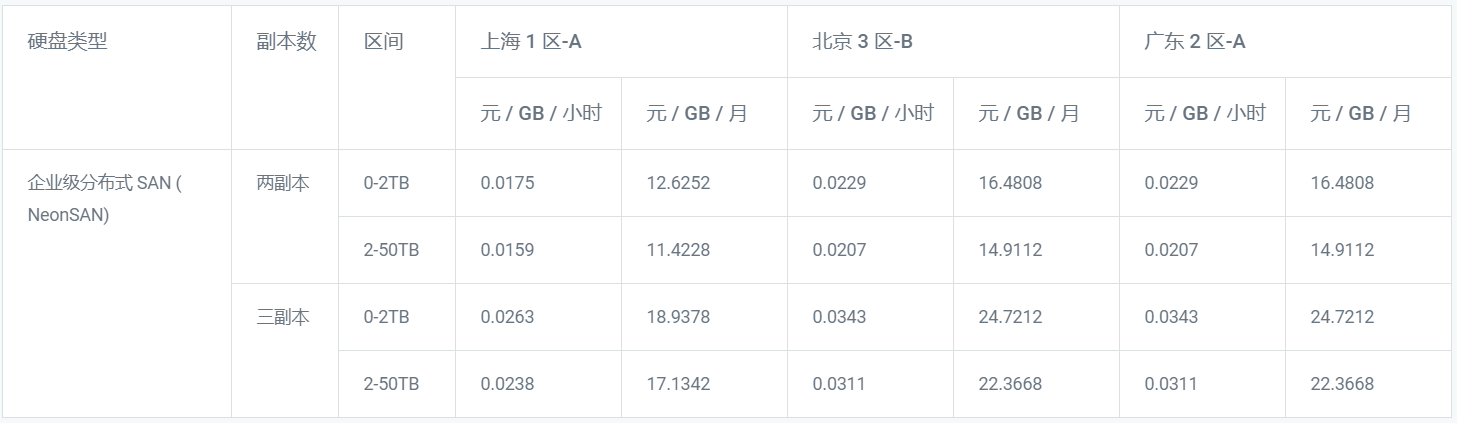 硬盘类型 副本数 区间 上海 1 区-A 北京 3 区-B 广东 2 区-A
元 / GB / 小时 元 / GB / 月 元 / GB / 小时 元 / GB / 月 元 / GB / 小时 元 / GB / 月
企业级分布式 SAN ( 两副本 0-2TB 0.0175 12.6252 0.0229 16.4808 0.0229 16.4808
NeonSAN)
2-50TB 0.0159 11.4228 0.0207 14.9112 0.0207 14.9112
三副本 0-2TB 0.0263 18.9378 0.0343 24.7212 0.0343 24.7212
2-50TB 0.0238 17.1342 0.0311 22.3668 0.0311 22.3668